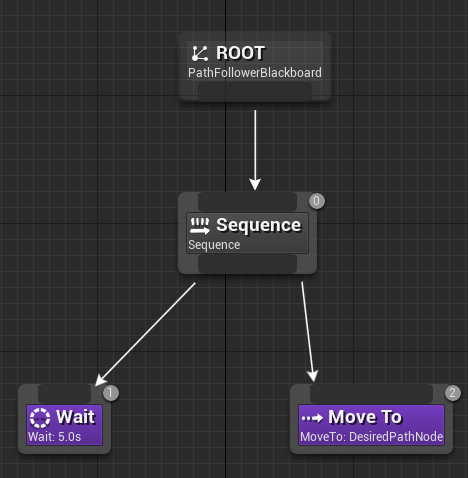 ROOT
PathFollowerBlackboard
0
Sequence
Sequence
1
Wait
Wait: 5.0s
2
Move To
MoveTo: DesiredPathNode